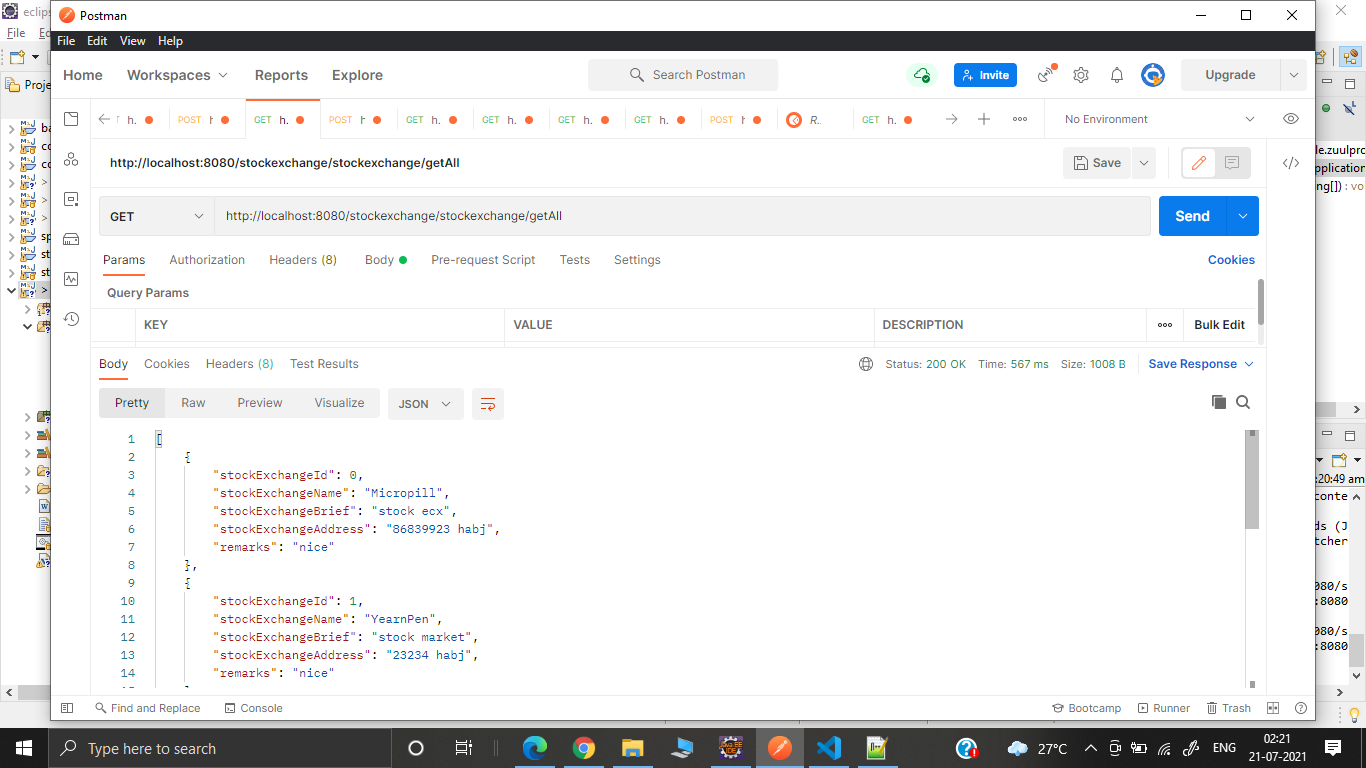 eclips
Postman
File
File Edit View Help
Home Workspaces Reports Explore Search Postman Invite Upgrade
Proje
h. POST h GET h. POST h GET h. GET h. GET h. GET h. POST h R. GET h. No Environment
http://localhost:8080/stockexchange/stockexchange/getAll Save
GET http://localhost:8080/stockexchange/stockexchange/getAll Send
Params Authorization Headers (8) Body Pre-request Script Tests Settings Cookies
Query Params
KEY VALUE DESCRIPTION Bulk Edit
Body Cookies Headers (8) Test Results Status: 200 OK Time: 567 ms Size: 1008 B Save Response
Pretty Raw Preview Visualize JSON
1 [
2 {
3 "stockExchangeId": 0,
4 "stockExchangeName": "Micropill",
5 "stockExchangeBrief": "stock ecx",
6 "stockExchangeAddress": "86839923 habj",
7 "remarks": "nice"
8 },
9 {
10 "stockExchangeId": 1,
11 "stockExchangeName": "YearnPen",
12 "stockExchangeBrief": "stock market",
13 "stockExchangeAddress": "23234 habj",
14 "remarks": "nice"
Find and Replace Console Bootcamp Runner Trash
ba
co
co
sp
st
st
le.zuulpro
pplication
ng[]) : vo
:20:49 am
conte
ds (J
tcher
080/s
:8080
080/s
:8080
Type here to search 27°C ENG 02:21
21-07-2021